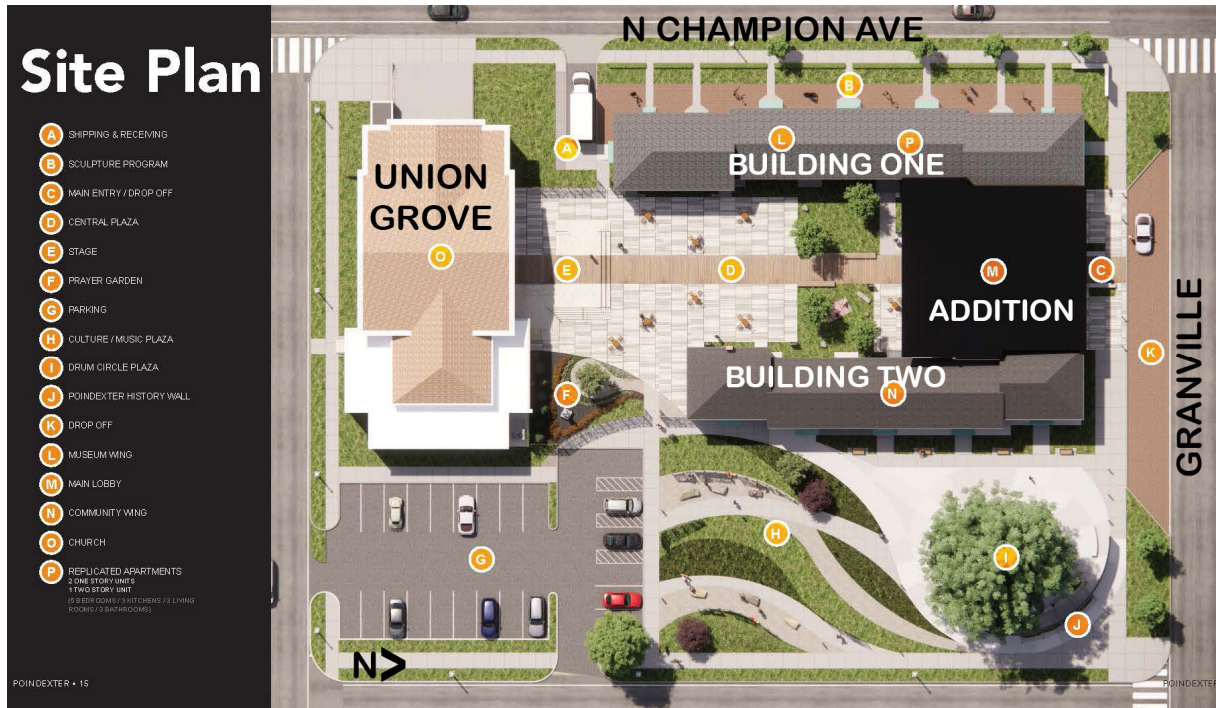 Site Plan
A SHIPPING & RECEIVING
B SCULPTURE PROGRAM
C MAIN ENTRY / DROP OFF
D CENTRAL PLAZA
E STAGE
F PRAYER GARDEN
G PARKING
H CULTURE / MUSIC PLAZA
I DRUM CIRCLE PLAZA
J POINDEXTER HISTORY WALL
K DROP OFF
L MUSEUM WING
M MAIN LOBBY
N COMMUNITY WING
O CHURCH
P REPLICATED APARTMENTS
2 ONE STORY UNITS
1 TWO STORY UNIT
(5 BEDROOMS / 3 KITCHENS / 3 LIVING
ROOMS / 3 BATHROOMS)
POINDEXTER • 15
N CHAMPION AVE
B
A
L
P
BUILDING ONE
UNION
GROVE
O
E
D
M
C
ADDITION
GRANVILLE
K
BUILDING TWO
N
F
G
H
I
J
N>
POINDEXTER